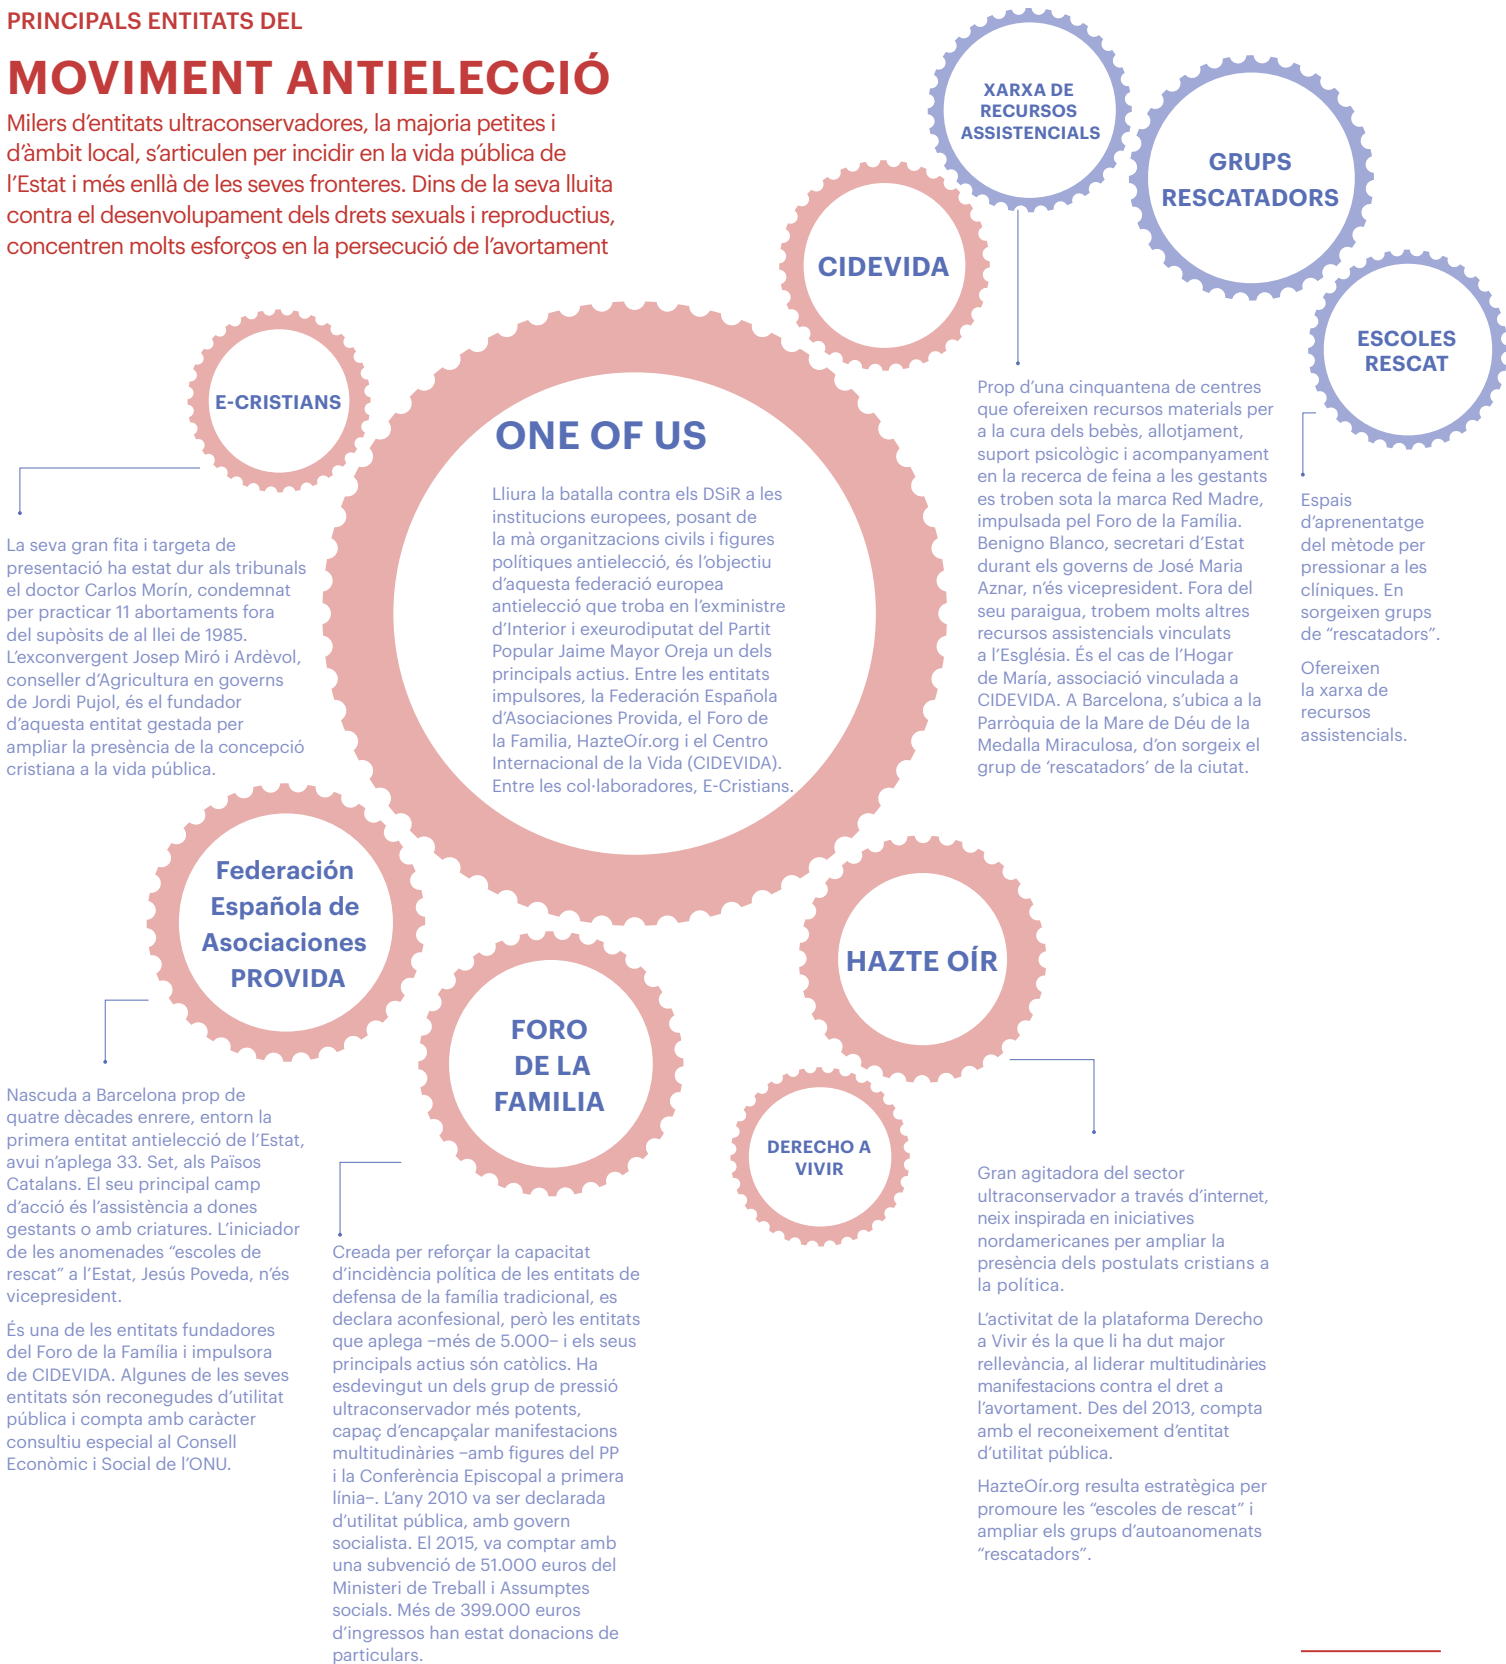 PRINCIPALS ENTITATS DEL
MOVIMENT ANTIELECCIÓ
Milers d’entitats ultraconservadores, la majoria petites i
d’àmbit local, s’articulen per incidir en la vida pública de
l’Estat i més enllà de les seves fronteres. Dins de la seva lluita
contra el desenvolupament dels drets sexuals i reproductius,
concentren molts esforços en la persecució de l’avortament
XARXA DE
RECURSOS
ASSISTENCIALS
GRUPS
RESCATADORS
CIDEVIDA
ESCOLES
RESCAT
E-CRISTIANS
La seva gran fita i targeta de
presentació ha estat dur als tribunals
el doctor Carlos Morín, condemnat
per practicar 11 abortaments fora
del supòsits de al llei de 1985.
L’exconvergent Josep Miró i Ardèvol,
conseller d’Agricultura en governs
de Jordi Pujol, és el fundador
d’aquesta entitat gestada per
ampliar la presència de la concepció
cristiana a la vida pública.
ONE OF US
Lliura la batalla contra els DSiR a les
institucions europees, posant de
la mà organitzacions civils i figures
polítiques antielecció, és l’objectiu
d’aquesta federació europea
antielecció que troba en l’exministre
d’Interior i exeurodiputat del Partit
Popular Jaime Mayor Oreja un dels
principals actius. Entre les entitats
impulsores, la Federación Española
d’Asociaciones Provida, el Foro de
la Familia, HazteOír.org i el Centro
Internacional de la Vida (CIDEVIDA).
Entre les col·laboradores, E-Cristians.
Prop d’una cinquantena de centres
que ofereixen recursos materials per
a la cura dels bebès, allotjament,
suport psicològic i acompanyament
en la recerca de feina a les gestants
es troben sota la marca Red Madre,
impulsada pel Foro de la Família.
Benigno Blanco, secretari d’Estat
durant els governs de José Maria
Aznar, n’és vicepresident. Fora del
seu paraigua, trobem molts altres
recursos assistencials vinculats
a l’Església. És el cas de l’Hogar
de María, associació vinculada a
CIDEVIDA. A Barcelona, s’ubica a la
Parròquia de la Mare de Déu de la
Medalla Miraculosa, d’on sorgeix el
grup de ‘rescatadors’ de la ciutat.
Espais
d’aprenentatge
del mètode per
pressionar a les
clíniques. En
sorgeixen grups
de “rescatadors”.
Ofereixen
la xarxa de
recursos
assistencials.
Federación
Española de
Asociaciones
PROVIDA
Nascuda a Barcelona prop de
quatre dècades enrere, entorn la
primera entitat antielecció de l’Estat,
avui n’aplega 33. Set, als Països
Catalans. El seu principal camp
d’acció és l’assistència a dones
gestants o amb criatures. L’iniciador
de les anomenades “escoles de
rescat” a l’Estat, Jesús Poveda, n’és
vicepresident.
És una de les entitats fundadores
del Foro de la Família i impulsora
de CIDEVIDA. Algunes de les seves
entitats són reconegudes d’utilitat
pública i compta amb caràcter
consultiu especial al Consell
Econòmic i Social de l’ONU.
FORO
DE LA
FAMILIA
Creada per reforçar la capacitat
d’incidència política de les entitats de
defensa de la família tradicional, es
declara aconfesional, però les entitats
que aplega –més de 5.000– i els seus
principals actius són catòlics. Ha
esdevingut un dels grup de pressió
ultraconservador més potents,
capaç d’encapçalar manifestacions
multitudinàries –amb figures del PP
i la Conferència Episcopal a primera
línia–. L’any 2010 va ser declarada
d’utilitat pública, amb govern
socialista. El 2015, va comptar amb
una subvenció de 51.000 euros del
Ministeri de Treball i Assumptes
socials. Més de 399.000 euros
d’ingressos han estat donacions de
particulars.
HAZTE OÍR
DERECHO A
VIVIR
Gran agitadora del sector
ultraconservador a través d’internet,
neix inspirada en iniciatives
nordamericanes per ampliar la
presència dels postulats cristians a
la política.
L’activitat de la plataforma Derecho
a Vivir és la que li ha dut major
rellevància, al liderar multitudinàries
manifestacions contra el dret a
l’avortament. Des del 2013, compta
amb el reconeixement d’entitat
d’utilitat pública.
HazteOír.org resulta estratègica per
promoure les “escoles de rescat” i
ampliar els grups d’autoanomenats
“rescatadors”.